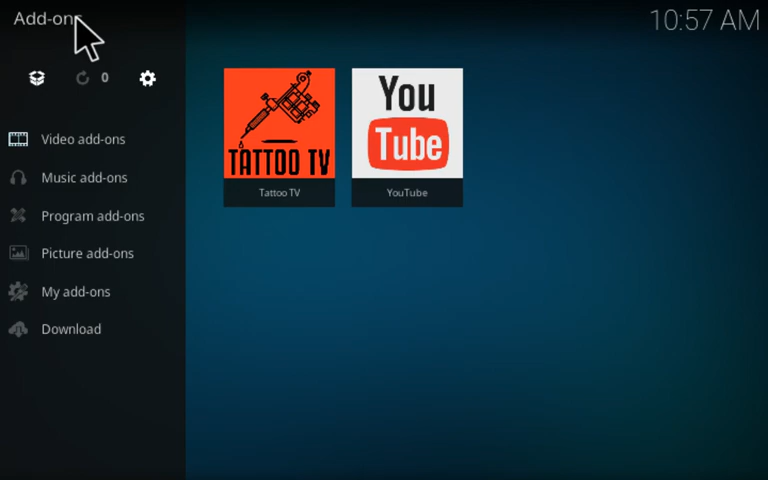 Add-ons
10:57 AM
0
Video add-ons
Music add-ons
Program add-ons
Picture add-ons
My add-ons
Download
TATTOO TV
Tattoo TV
You
Tube
YouTube